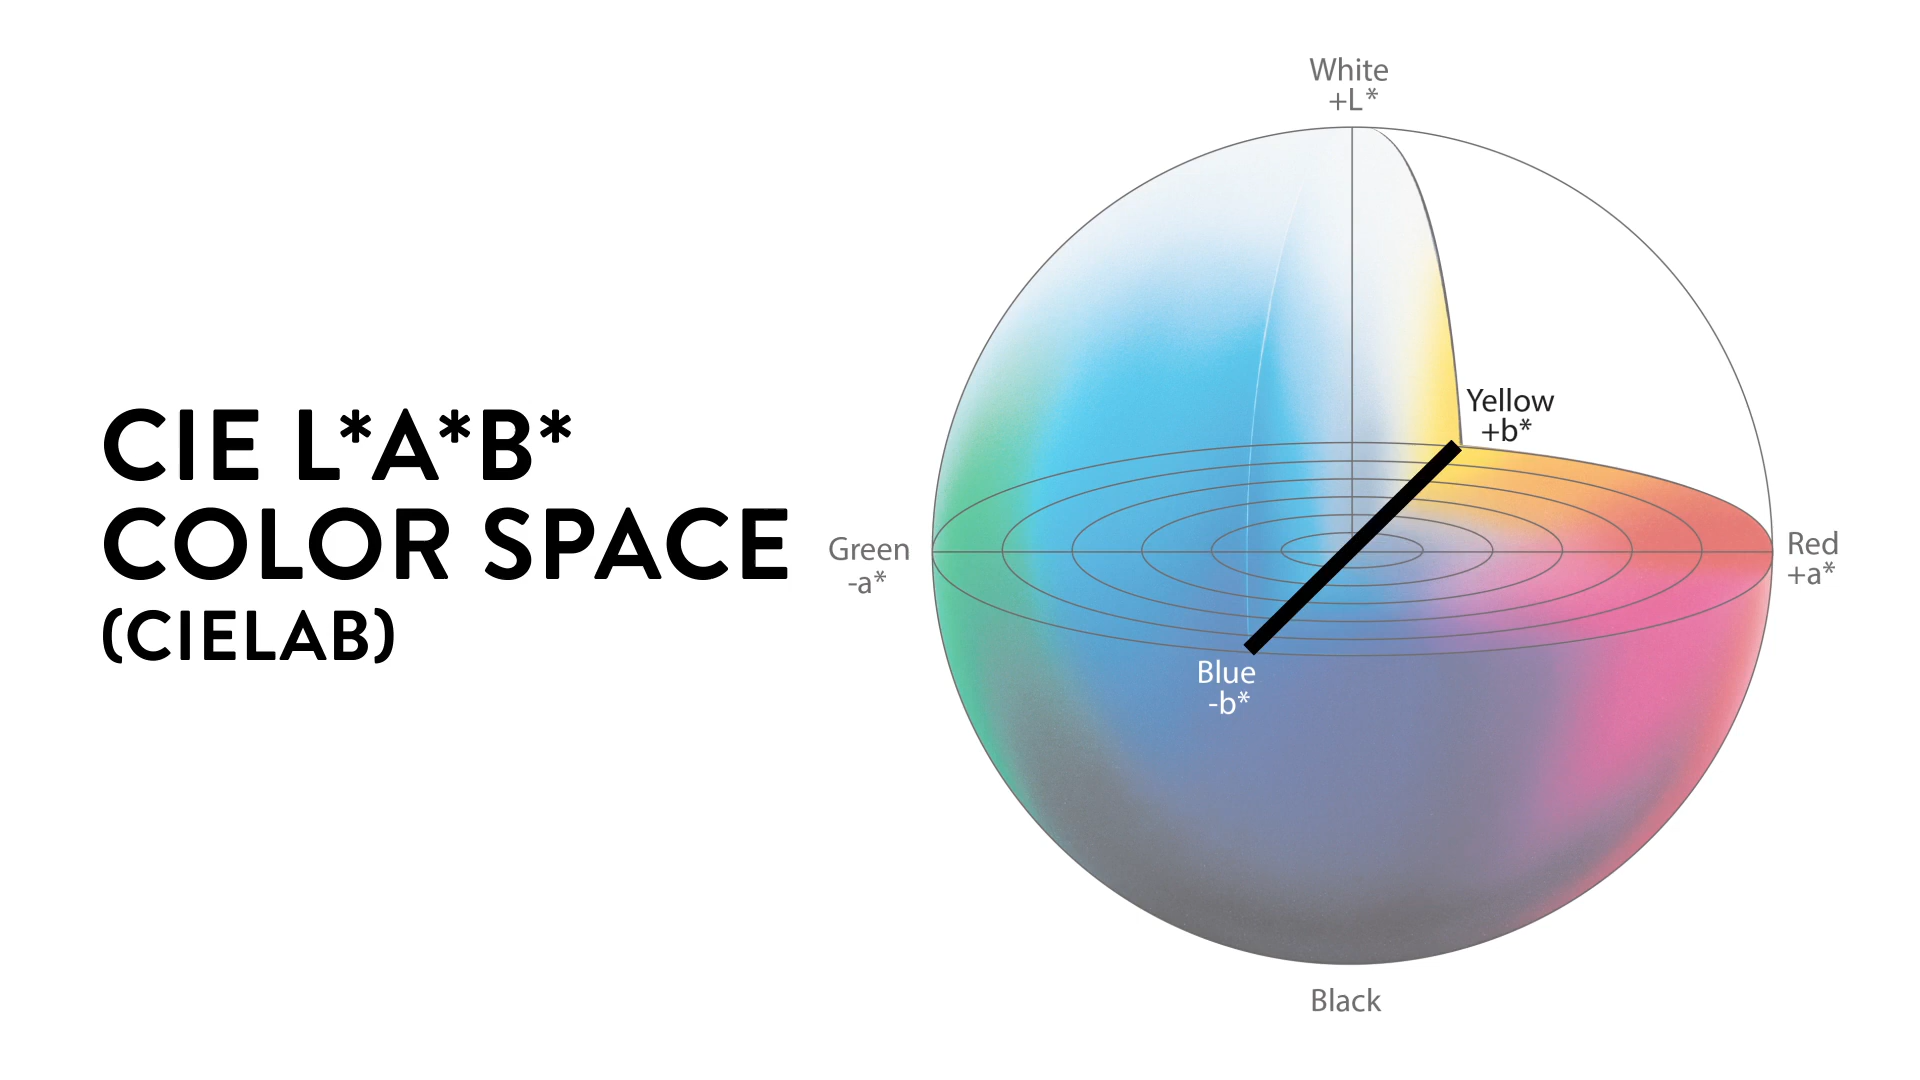 CIE L*A*B*
COLOR SPACE
(CIELAB)
White
+L*
Yellow
+b*
Green
-a*
Red
+a*
Blue
-b*
Black